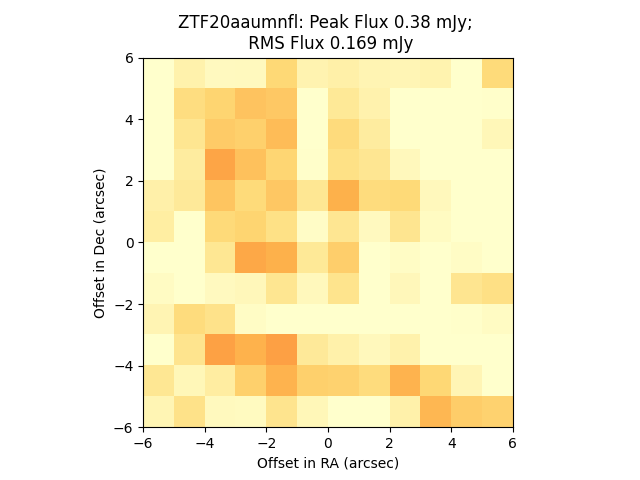 ZTF20aaumnfl: Peak Flux 0.38 mJy;
RMS Flux 0.169 mJy
6
4
2
0
−2
−4
−6
Offset in Dec (arcsec)
−6 −4 −2 0 2 4 6
Offset in RA (arcsec)